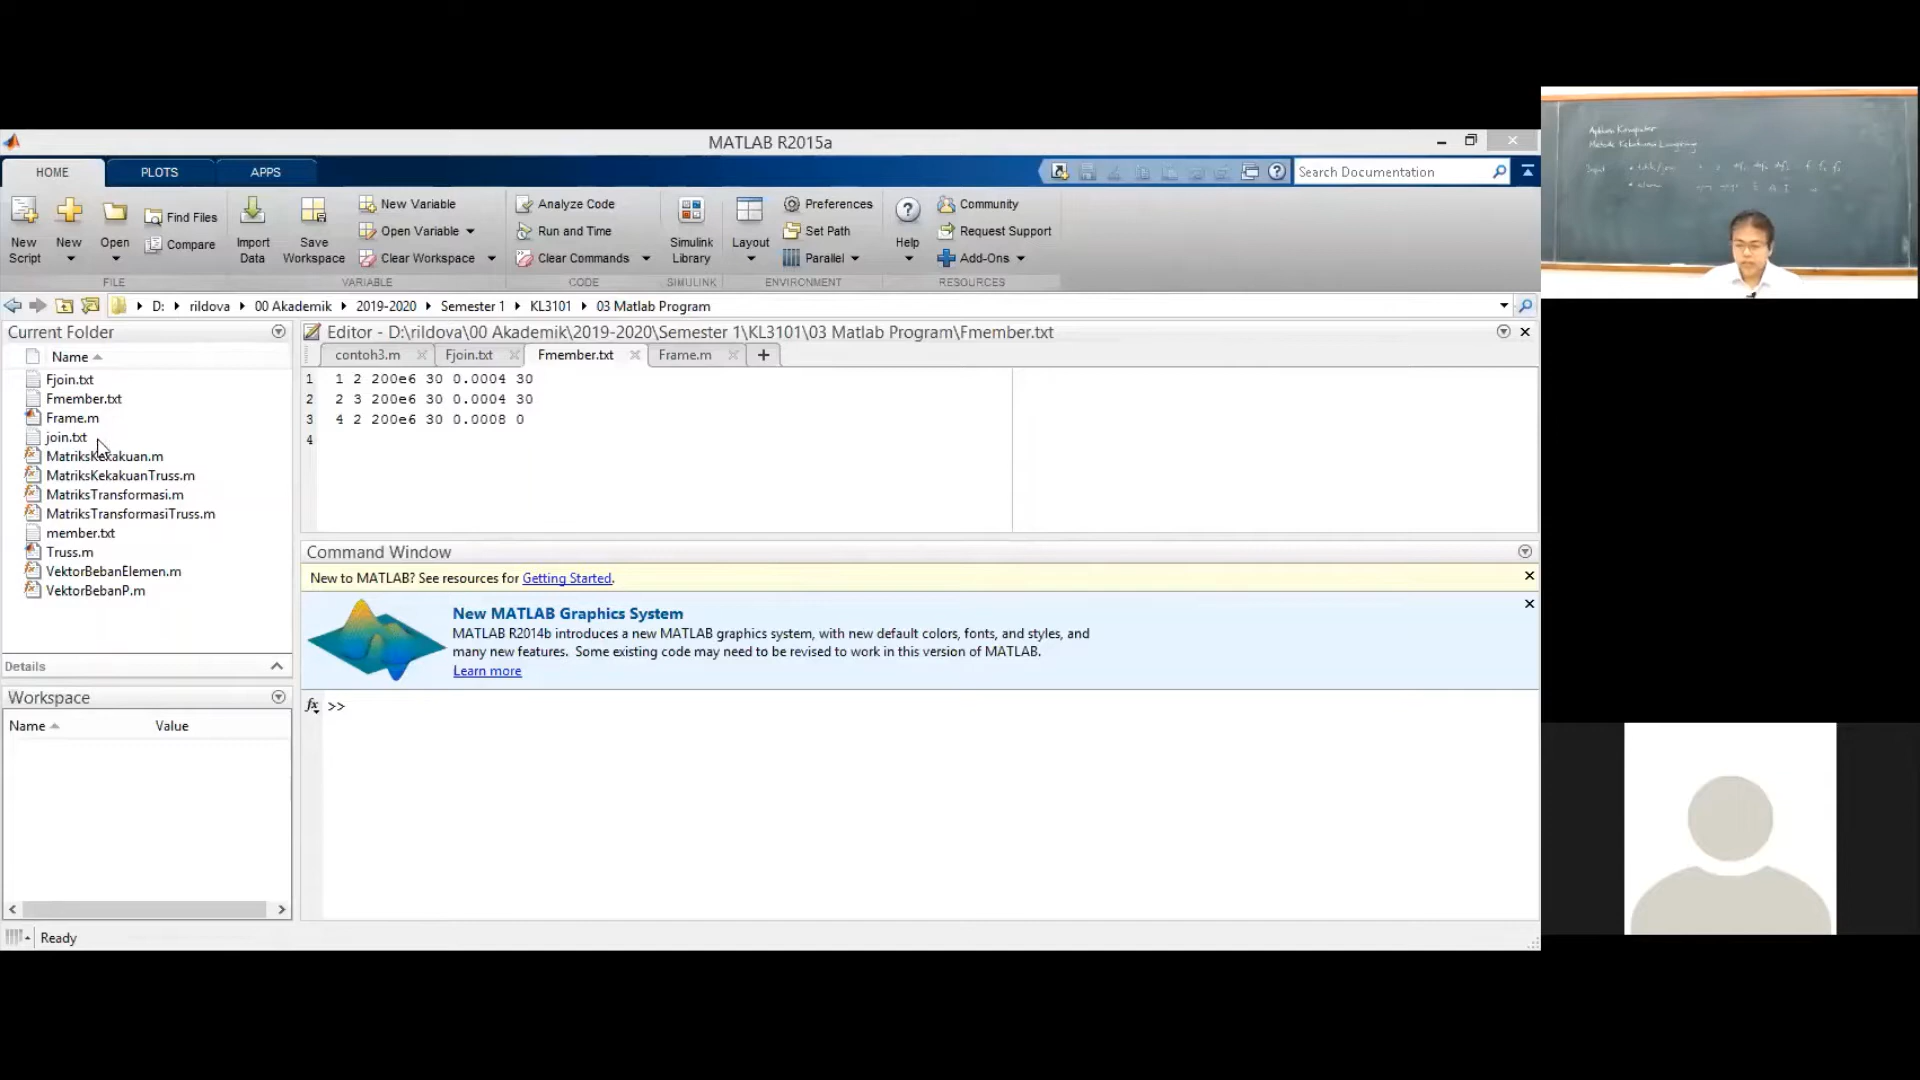 MATLAB R2015a
HOME
PLOTS
APPS
Search Documentation
New Script
New
Open
Find Files
Compare
Import Data
Save Workspace
New Variable
Open Variable
Clear Workspace
Analyze Code
Run and Time
Clear Commands
Simulink Library
Layout
Preferences
Set Path
Parallel
Help
Community
Request Support
Add-Ons
FILE
VARIABLE
CODE
SIMULINK
ENVIRONMENT
RESOURCES
D: rildova 00 Akademik 2019-2020 Semester 1 KL3101 03 Matlab Program
Current Folder
Name
Fjoin.txt
Fmember.txt
Frame.m
join.txt
MatriksKekakuan.m
MatriksKekakuanTruss.m
MatriksTransformasi.m
MatriksTransformasiTruss.m
member.txt
Truss.m
VektorBebanElemen.m
VektorBebanP.m
Details
Workspace
Name Value
Editor - D:\rildova\00 Akademik\2019-2020\Semester 1\KL3101\03 Matlab Program\Fmember.txt
contoh3.m Fjoin.txt Fmember.txt Frame.m
1 1 2 200e6 30 0.0004 30
2 2 3 200e6 30 0.0004 30
3 4 2 200e6 30 0.0008 0
4
Command Window
New to MATLAB? See resources for Getting Started.
New MATLAB Graphics System
MATLAB R2014b introduces a new MATLAB graphics system, with new default colors, fonts, and styles, and
many new features. Some existing code may need to be revised to work in this version of MATLAB.
Learn more
fx >>
Ready